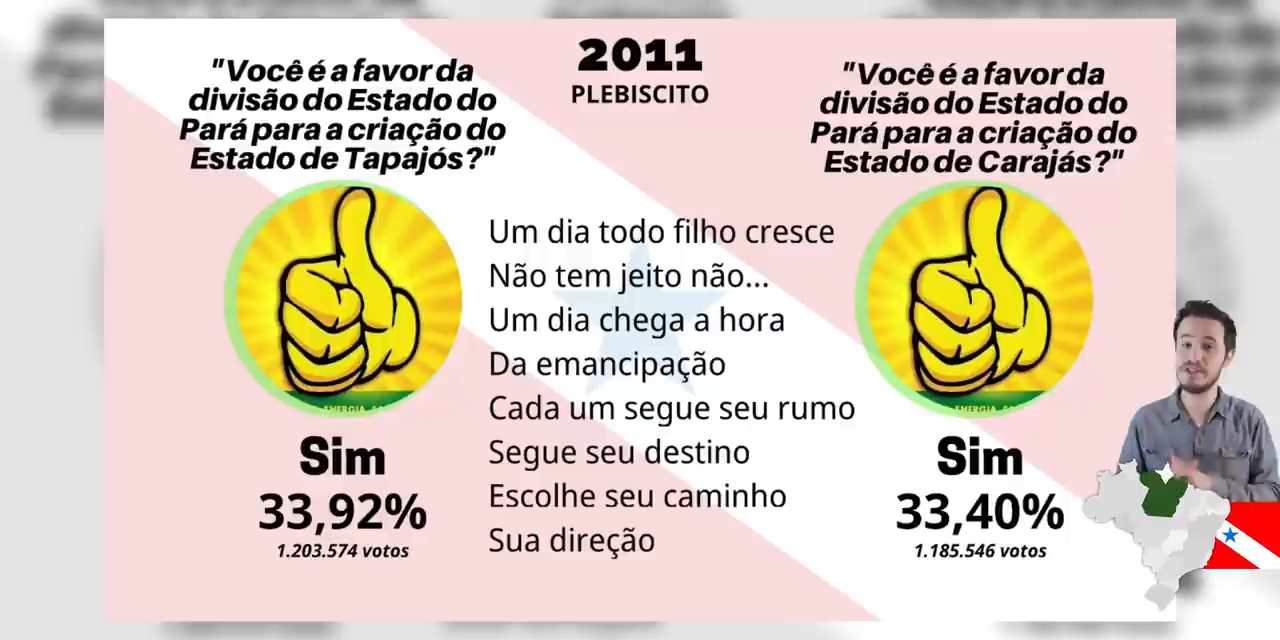 2011
PLEBISCITO
"Você é a favor da
divisão do Estado do
Pará para a criação do
Estado de Tapajós?"
ENERGIA
Sim
33,92%
1.203.574 votos
Um dia todo filho cresce
Não tem jeito não...
Um dia chega a hora
Da emancipação
Cada um segue seu rumo
Segue seu destino
Escolhe seu caminho
Sua direção
"Você é a favor da
divisão do Estado do
Pará para a criação do
Estado de Carajás?"
ENERGIA
Sim
33,40%
1.185.546 votos